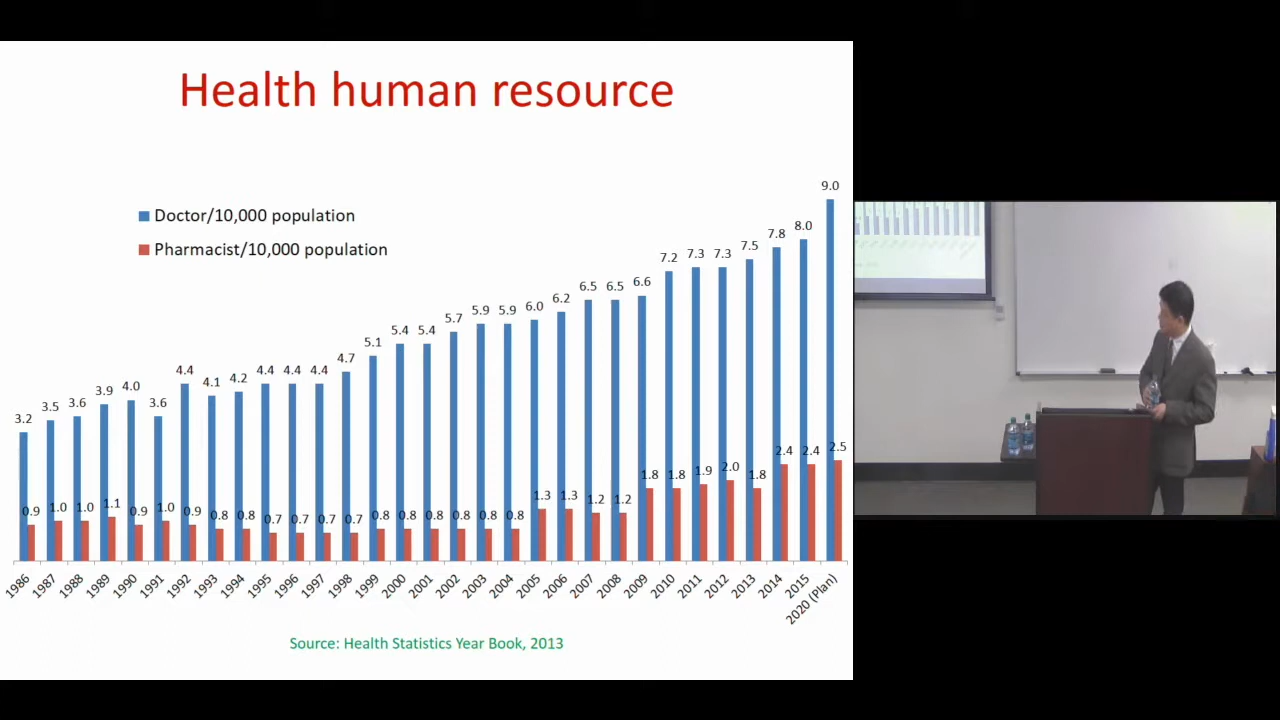 Health human resource
Doctor/10,000 population
Pharmacist/10,000 population
3.2 3.5 3.6 3.9 4.0 3.6 4.4 4.1 4.2 4.4 4.4 4.4 4.7 5.1 5.4 5.4 5.7 5.9 5.9 6.0 6.2 6.5 6.5 6.6 7.2 7.3 7.3 7.5 7.8 8.0 9.0
0.9 1.0 1.0 1.1 0.9 1.0 0.9 0.8 0.8 0.7 0.7 0.7 0.7 0.8 0.8 0.8 0.8 0.8 0.8 1.3 1.3 1.2 1.2 1.8 1.8 1.9 2.0 1.8 2.4 2.4 2.5
1986 1987 1988 1989 1990 1991 1992 1993 1994 1995 1996 1997 1998 1999 2000 2001 2002 2003 2004 2005 2006 2007 2008 2009 2010 2011 2012 2013 2014 2015 2020 (Plan)
Source: Health Statistics Year Book, 2013